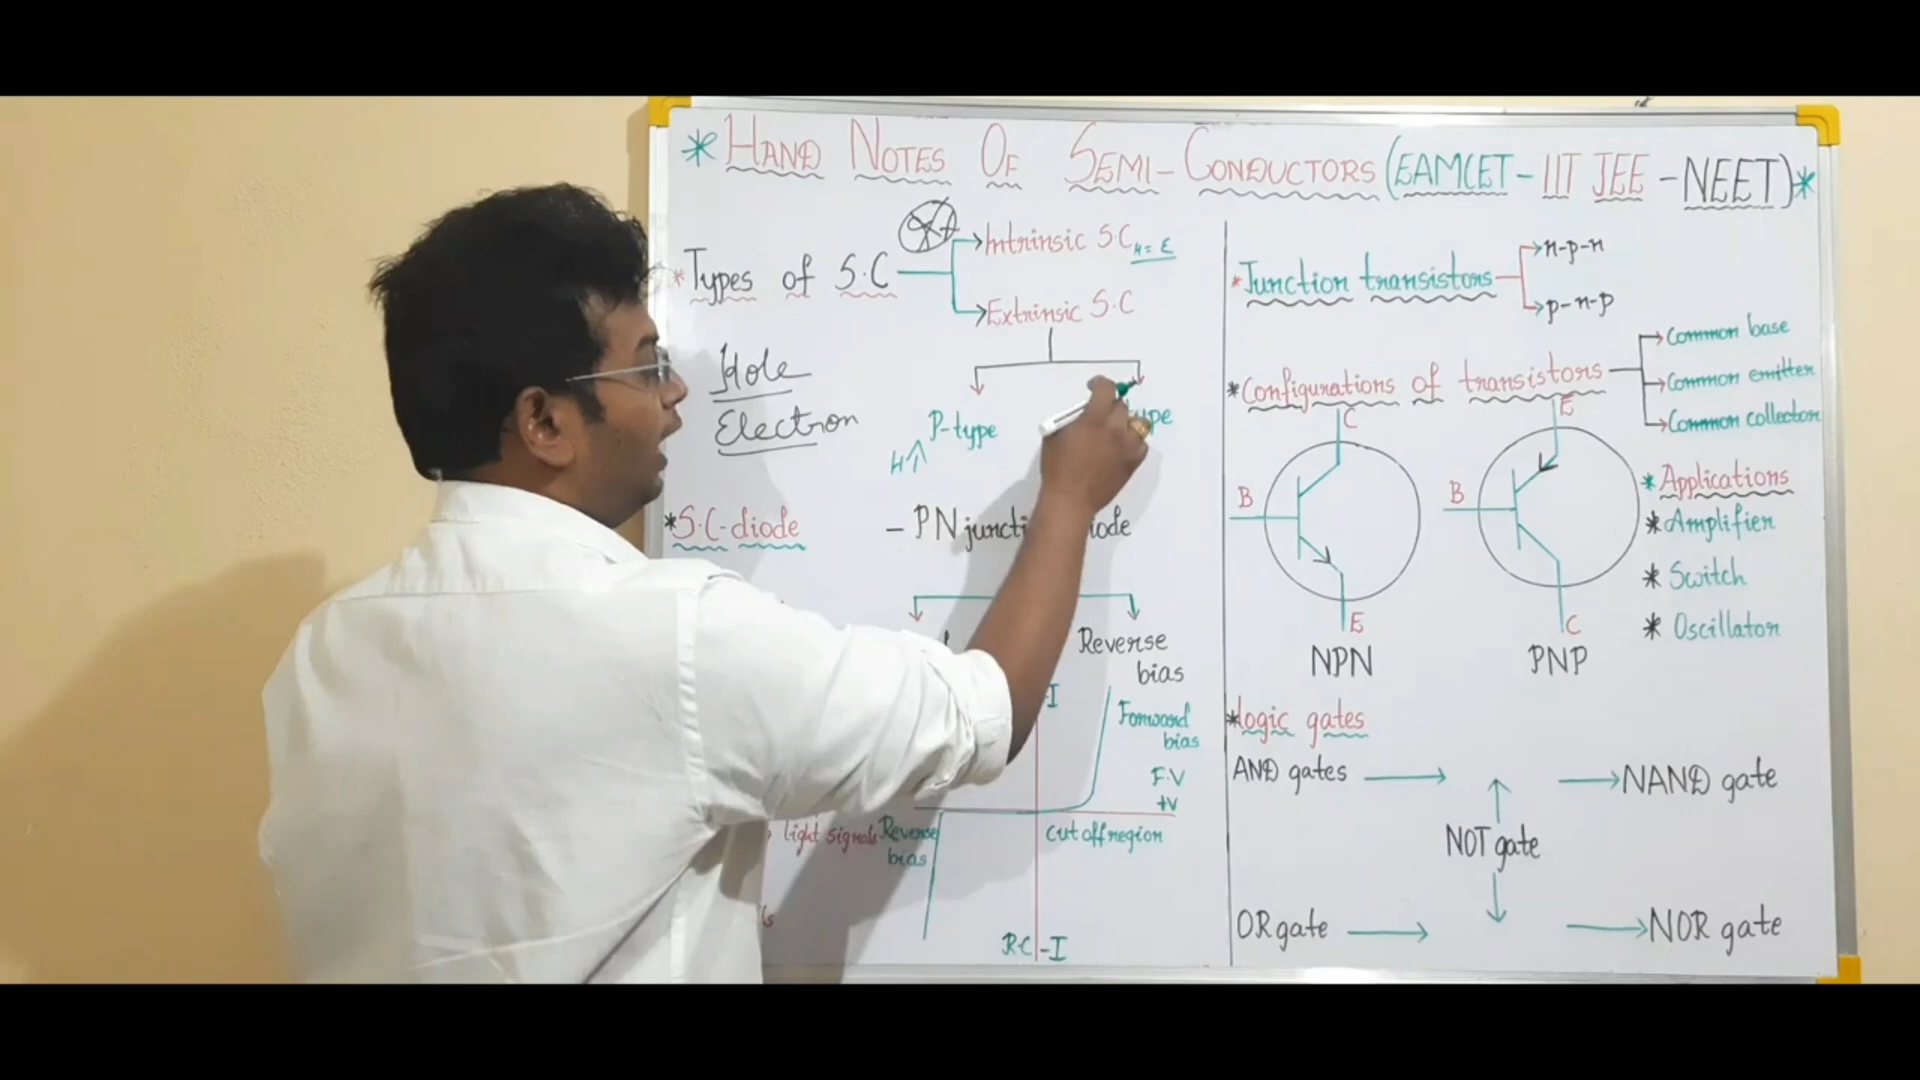 *HAND NOTES OF SEMI-CONDUCTORS (EAMCET-IIT JEE-NEET)*
*Types of S.C
Intrinsic S.C H=E
Extrinsic S.C
Hole
Electron
P-type
H
*S.C-diode
- PN
Reverse
bias
I
Forward
bias
F.V
+V
light signals
Reverse
bias
cut off region
R.C -I
*Junction transistors
n-p-n
p-n-p
*Configurations of transistors
Common base
Common emitter
Common collector
C
B
E
NPN
E
B
C
PNP
*Applications
*Amplifier
* Switch
* Oscillator
*logic gates
AND gates
NAND gate
NOT gate
OR gate
NOR gate